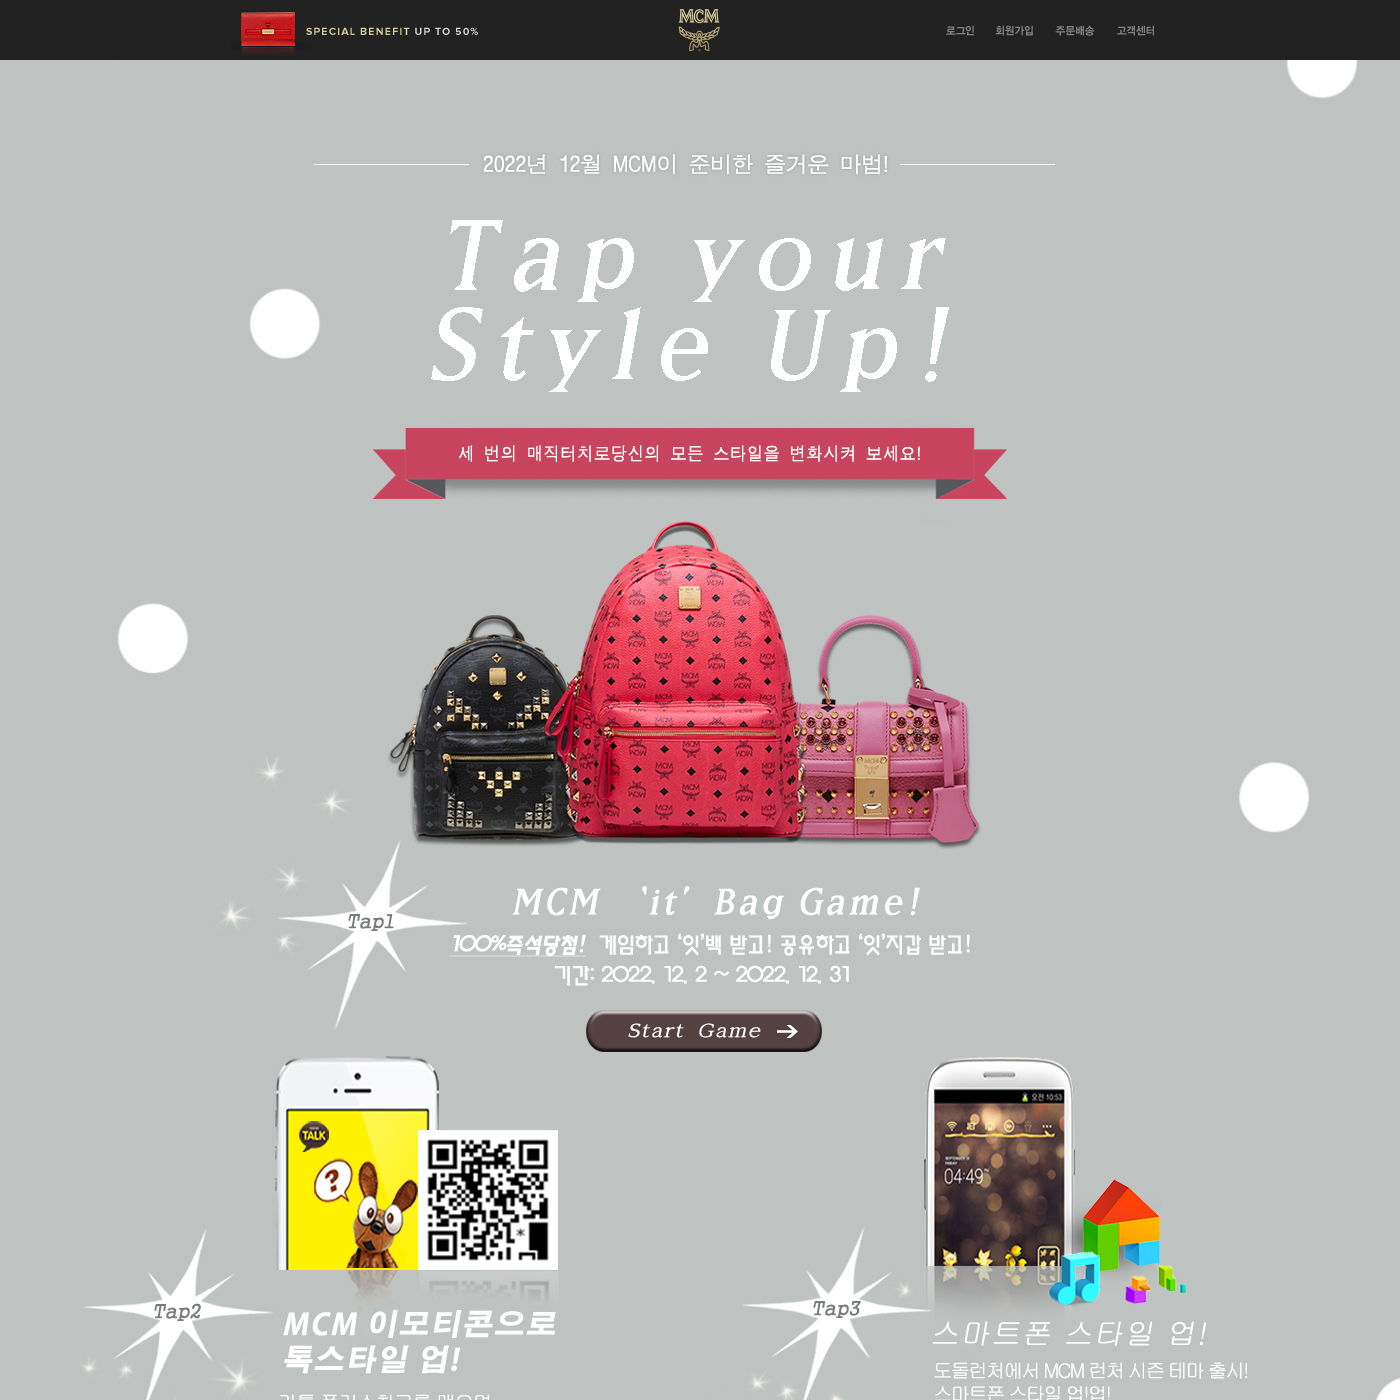 SPECIAL BENEFIT UP TO 50%
MCM
로그인 회원가입 주문배송 고객센터
2022년 12월 MCM이 준비한 즐거운 마법!
Tap your
Style Up!
세 번의 매직터치로당신의 모든 스타일을 변화시켜 보세요!
Tap1
MCM ‘it’ Bag Game!
100%즉석당첨! 게임하고 ‘잇’백 받고! 공유하고 ‘잇’지갑 받고!
기간: 2022. 12. 2 ~ 2022. 12. 31
Start Game →
TALK
?
오전 10:53
04:49
Tap2
MCM 이모티콘으로
톡스타일 업!
Tap3
스마트폰 스타일 업!
도돌런처에서 MCM 런처 시즌 테마 출시!
스마트폰 스타일 업!업!